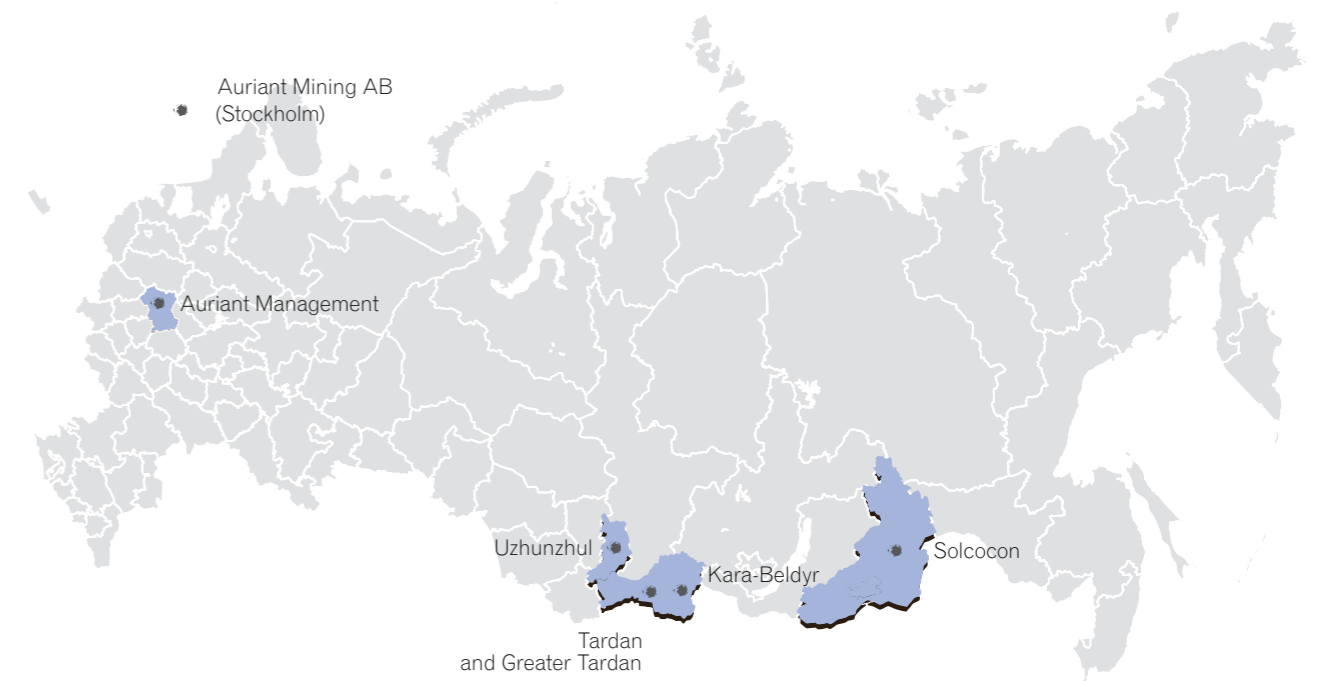 Auriant Mining AB
(Stockholm)
Auriant Management
Uzhunzhul
Kara-Beldyr
Solcocon
Tardan
and Greater Tardan